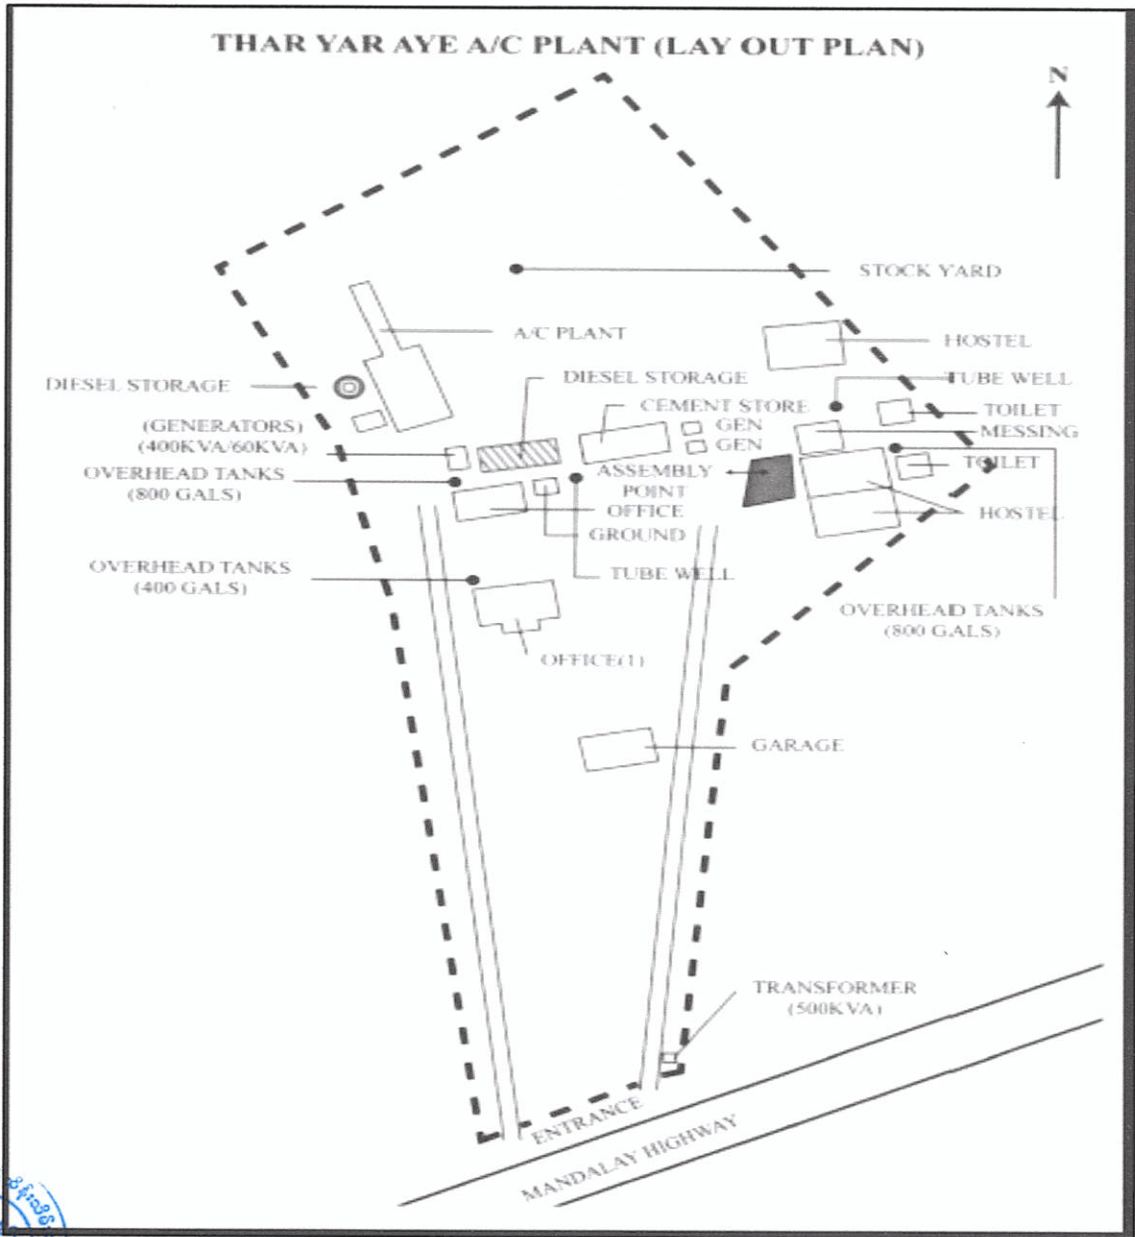 THAR YAR AYE A/C PLANT (LAY OUT PLAN)
N
STOCK YARD
A/C PLANT
HOSTEL
DIESEL STORAGE
DIESEL STORAGE
TUBE WELL
CEMENT STORE
TOILET
(GENERATORS)
(400KVA/60KVA)
GEN
GEN
MESSING
OVERHEAD TANKS
(800 GALS)
ASSEMBLY
POINT
TOILET
OFFICE
HOSTEL
GROUND
OVERHEAD TANKS
(400 GALS)
TUBE WELL
OVERHEAD TANKS
(800 GALS)
OFFICE(1)
GARAGE
TRANSFORMER
(500KVA)
ENTRANCE
MANDALAY HIGHWAY